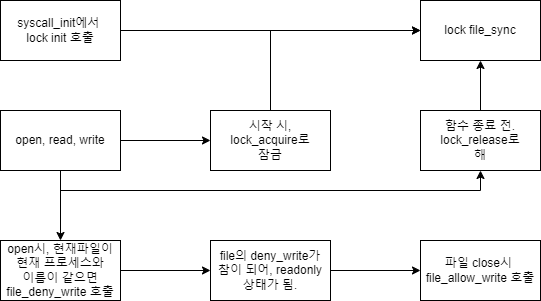 syscall_init에서
lock init 호출
lock file_sync
open, read, write
시작 시,
lock_acquire로
잠금
함수 종료 전.
lock_release로
해
open시, 현재파일이
현재 프로세스와
이름이 같으면
file_deny_write 호출
file의 deny_write가
참이 되어, readonly
상태가 됨.
파일 close시
file_allow_write 호출